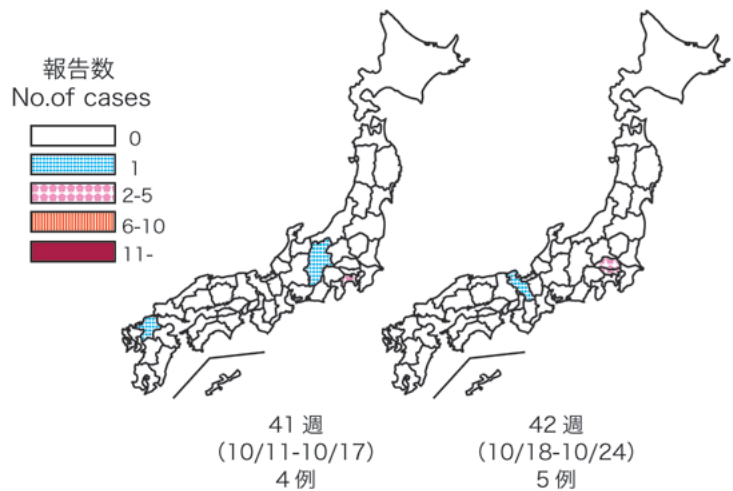 報告数
No.of cases
0
1
2-5
6-10
11-
41 週
(10/11-10/17)
4 例
42 週
(10/18-10/24)
5 例